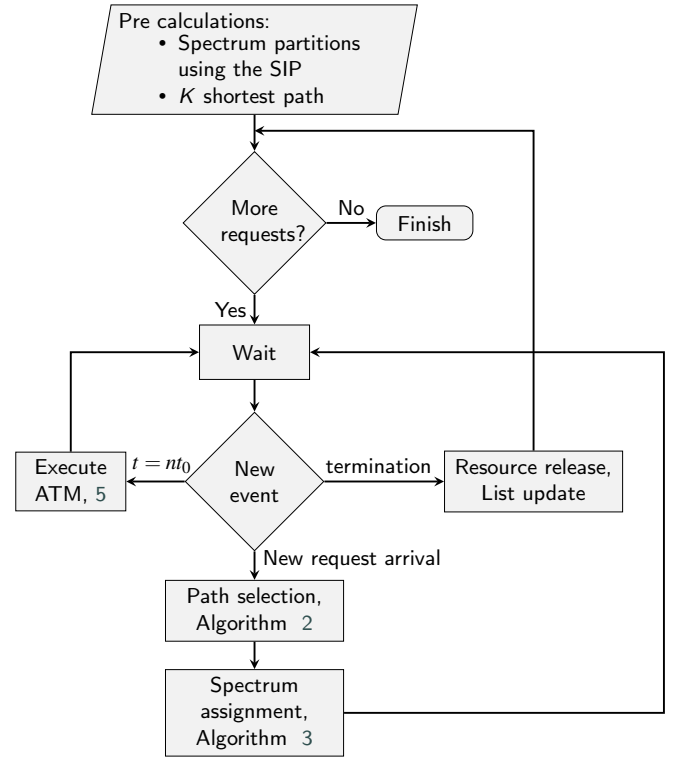 Pre calculations:
• Spectrum partitions
using the SIP
• K shortest path
More
requests?
No
Finish
Yes
Wait
Execute
ATM, 5
t = nt₀
New
event
termination
Resource release,
List update
New request arrival
Path selection,
Algorithm 2
Spectrum
assignment,
Algorithm 3